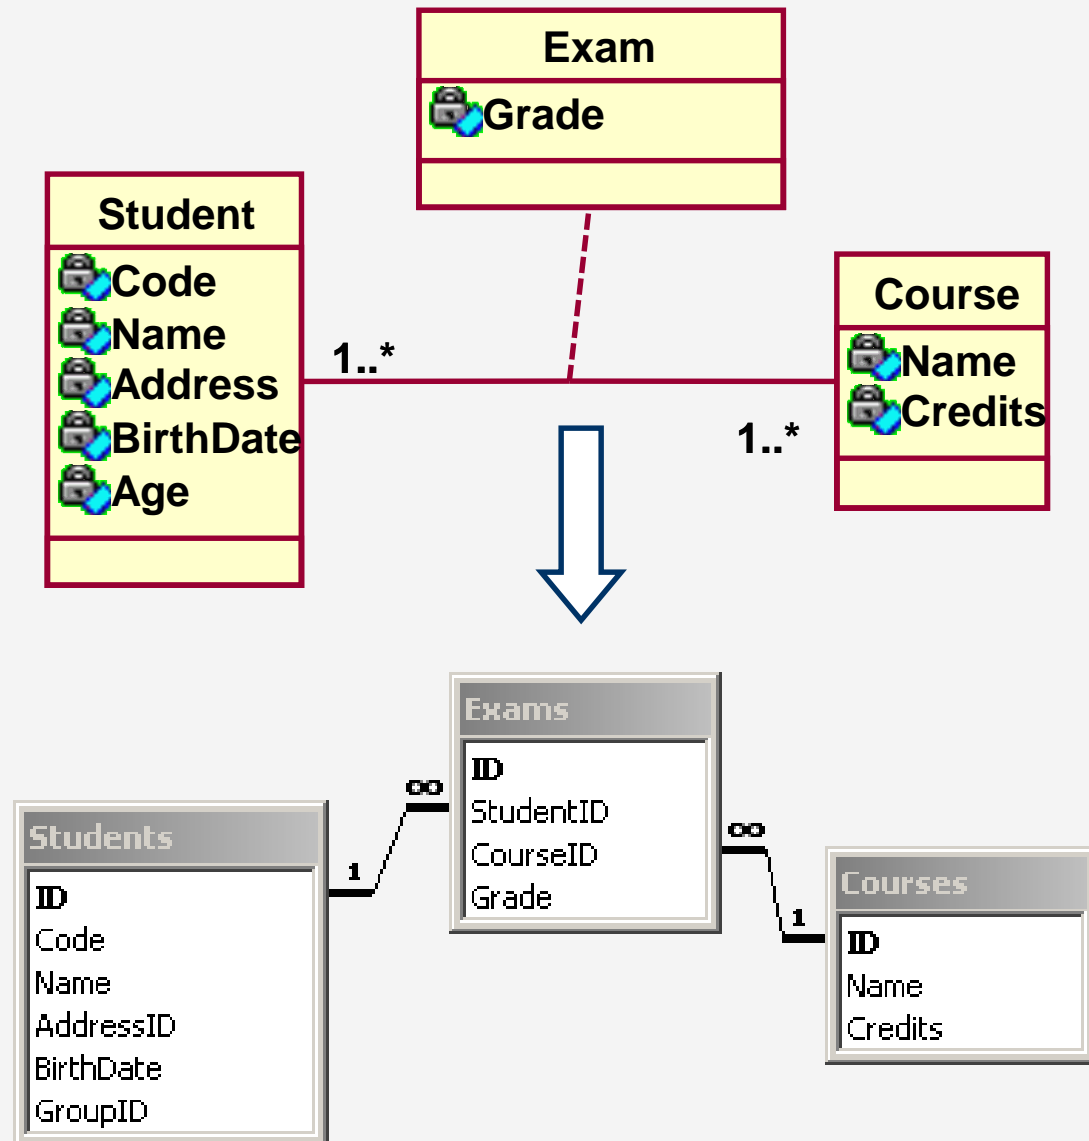 Exam
Grade
Student
Code
Name
Address
BirthDate
Age
1..*
1..*
Course
Name
Credits
Exams
ID
StudentID
CourseID
Grade
∞
1
Students
ID
Code
Name
AddressID
BirthDate
GroupID
∞
1
Courses
ID
Name
Credits